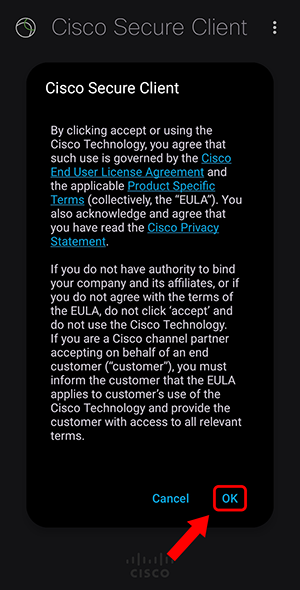 Cisco Secure Client
Cisco Secure Client
By clicking accept or using the
Cisco Technology, you agree that
such use is governed by the Cisco
End User License Agreement and
the applicable Product Specific
Terms (collectively, the “EULA”). You
also acknowledge and agree that
you have read the Cisco Privacy
Statement.
If you do not have authority to bind
your company and its affiliates, or if
you do not agree with the terms of
the EULA, do not click ‘accept’ and
do not use the Cisco Technology.
If you are a Cisco channel partner
accepting on behalf of an end
customer (“customer”), you must
inform the customer that the EULA
applies to customer’s use of the
Cisco Technology and provide the
customer with access to all relevant
terms.
Cancel OK
CISCO